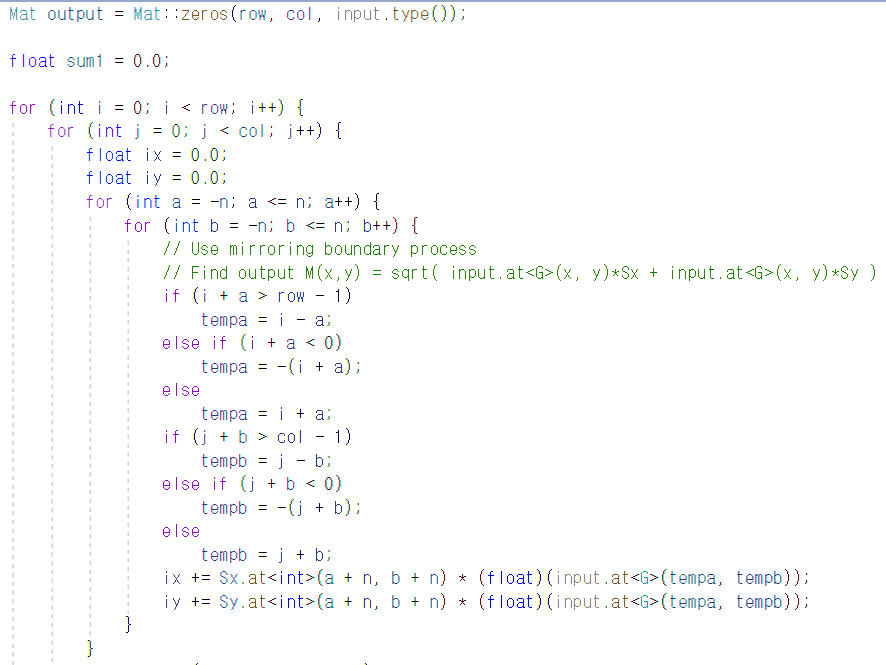 Mat output = Mat::zeros(row, col, input.type());
float sum1 = 0.0;
for (int i = 0; i < row; i++) {
for (int j = 0; j < col; j++) {
float ix = 0.0;
float iy = 0.0;
for (int a = -n; a <= n; a++) {
for (int b = -n; b <= n; b++) {
// Use mirroring boundary process
// Find output M(x,y) = sqrt( input.at<G>(x, y)*Sx + input.at<G>(x, y)*Sy )
if (i + a > row - 1)
tempa = i - a;
else if (i + a < 0)
tempa = -(i + a);
else
tempa = i + a;
if (j + b > col - 1)
tempb = j - b;
else if (j + b < 0)
tempb = -(j + b);
else
tempb = j + b;
ix += Sx.at<int>(a + n, b + n) * (float)(input.at<G>(tempa, tempb));
iy += Sy.at<int>(a + n, b + n) * (float)(input.at<G>(tempa, tempb));
}
}